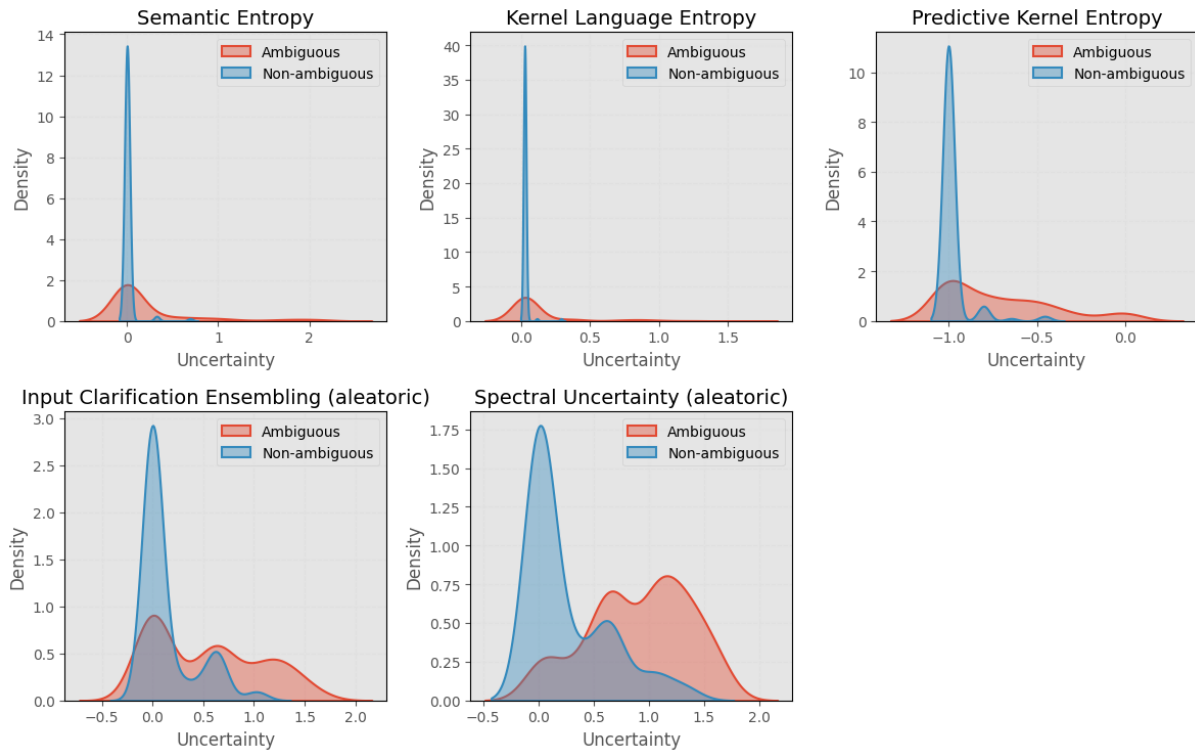 Semantic Entropy
14
12
10
8
6
4
2
0
Density
0
1
2
Uncertainty
Ambiguous
Non-ambiguous
Kernel Language Entropy
40
35
30
25
20
15
10
5
0
Density
0.0
0.5
1.0
1.5
Uncertainty
Ambiguous
Non-ambiguous
Predictive Kernel Entropy
10
8
6
4
2
0
Density
−1.0
−0.5
0.0
Uncertainty
Ambiguous
Non-ambiguous
Input Clarification Ensembling (aleatoric)
3.0
2.5
2.0
1.5
1.0
0.5
0.0
Density
−0.5
0.0
0.5
1.0
1.5
2.0
Uncertainty
Ambiguous
Non-ambiguous
Spectral Uncertainty (aleatoric)
1.75
1.50
1.25
1.00
0.75
0.50
0.25
0.00
Density
−0.5
0.0
0.5
1.0
1.5
2.0
Uncertainty
Ambiguous
Non-ambiguous